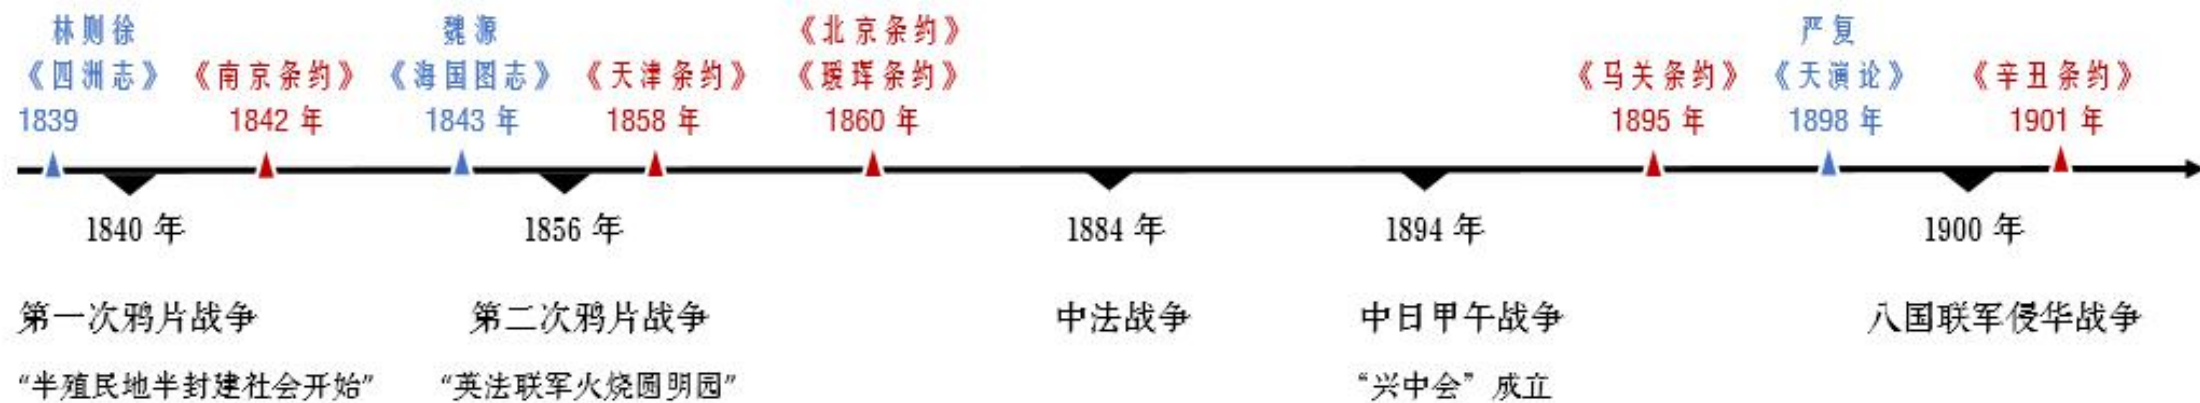 林则徐
《四洲志》
1839
《南京条约》
1842 年
魏源
《海国图志》
1843 年
《天津条约》
1858 年
《北京条约》
《瑷珲条约》
1860 年
《马关条约》
1895 年
严复
《天演论》
1898 年
《辛丑条约》
1901 年
1840 年
1856 年
1884 年
1894 年
1900 年
第一次鸦片战争
第二次鸦片战争
中法战争
中日甲午战争
八国联军侵华战争
“半殖民地半封建社会开始”
“英法联军火烧圆明园”
“兴中会”成立